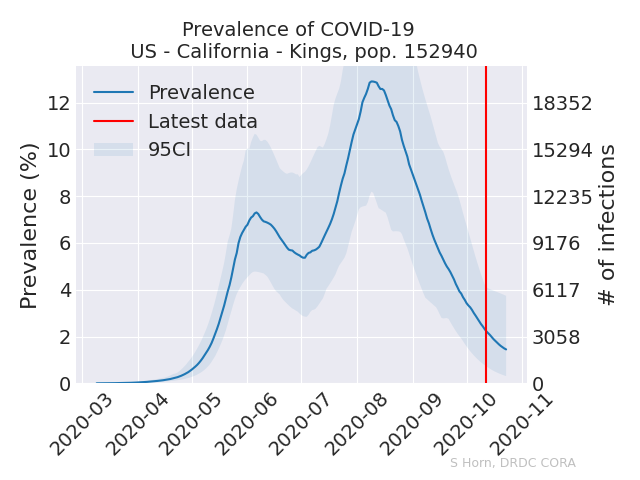 Prevalence of COVID-19
US - California - Kings, pop. 152940
Prevalence
Latest data
95CI
Prevalence (%)
12
10
8
6
4
2
0
18352
15294
12235
9176
6117
3058
0
# of infections
2020-03
2020-04
2020-05
2020-06
2020-07
2020-08
2020-09
2020-10
2020-11
S Horn, DRDC CORA